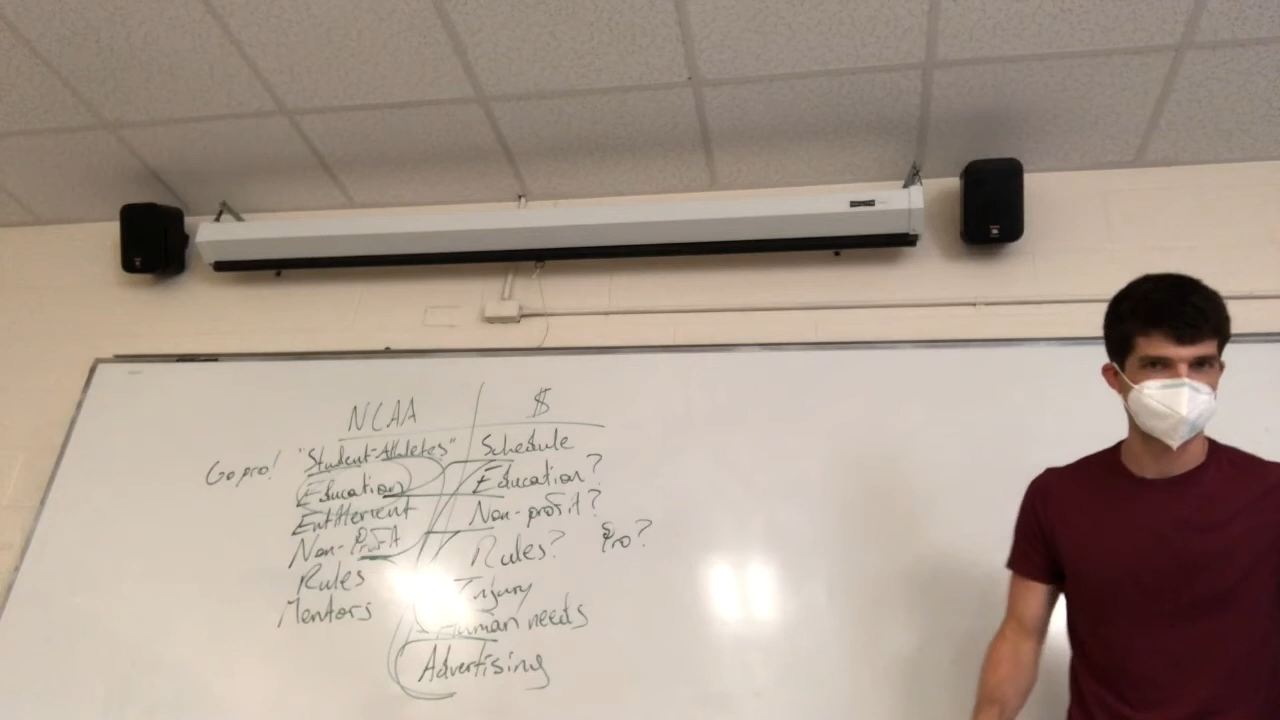 NCAA $
Go pro! "Student-Athletes" Schedule
Education Education?
Entitlement Non-profit?
Non-Profit Rules? Pro?
Rules Injury
Mentors Human needs
Advertising